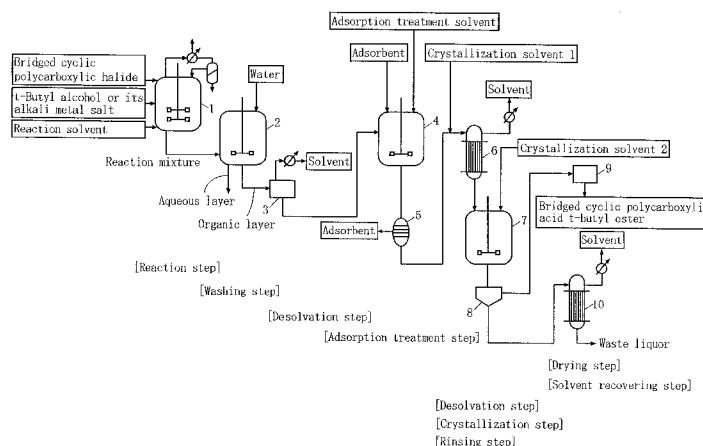 Adsorption treatment solvent
Adsorbent
Crystallization solvent 1
Bridged cyclic
polycarboxylic halide
t-Butyl alcohol or its
alkali metal salt
Reaction solvent
Water
Solvent
1
2
4
6
Reaction mixture
Solvent
Crystallization solvent 2
Aqueous layer
3
Organic layer
9
5
Adsorbent
7
Bridged cyclic polycarboxyli
acid t-butyl ester
Solvent
8
10
[Reaction step]
[Washing step]
[Desolvation step]
[Adsorption treatment step]
Waste liquor
[Drying step]
[Solvent recovering step]
[Desolvation step]
[Crystallization step]
[Rinsing step]